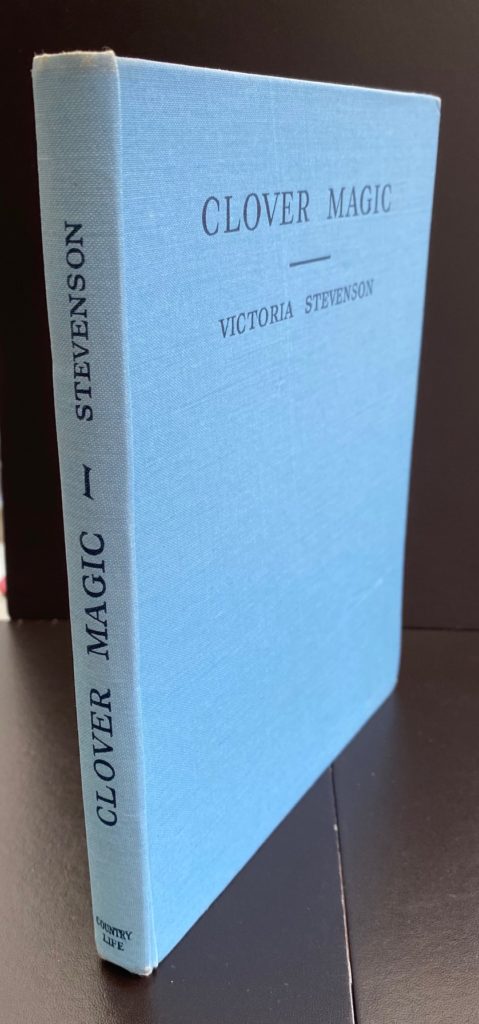 CLOVER MAGIC
VICTORIA STEVENSON
CLOVER MAGIC — STEVENSON
COUNTRY
LIFE